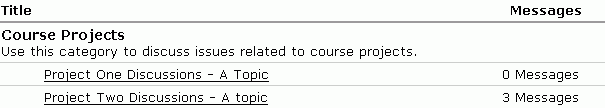 Title Messages
Course Projects
Use this category to discuss issues related to course projects.
Project One Discussions – A Topic 0 Messages
Project Two Discussions – A topic 3 Messages